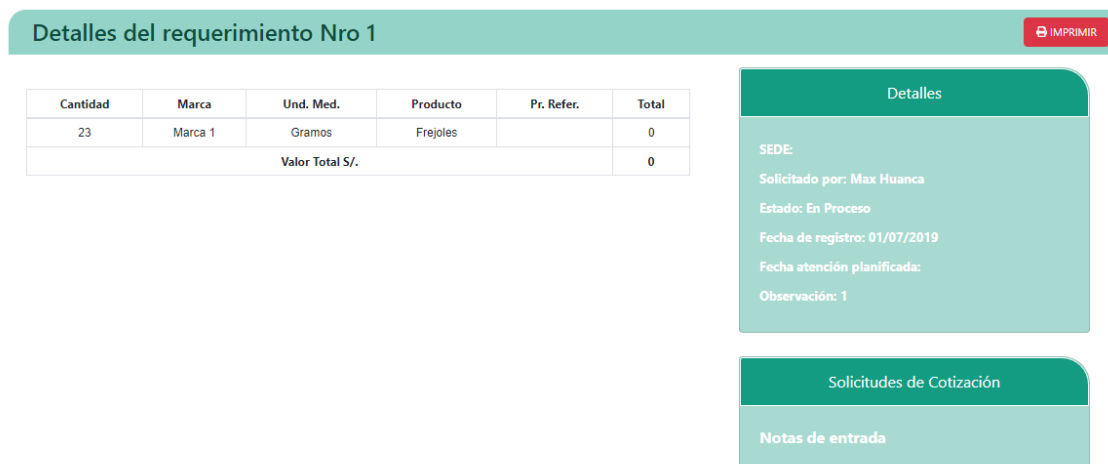 Detalles del requerimiento Nro 1
IMPRIMIR
Cantidad Marca Und. Med. Producto Pr. Refer. Total
23 Marca 1 Gramos Frejoles 0
Valor Total S/. 0
Detalles
SEDE:
Solicitado por: Max Huanca
Estado: En Proceso
Fecha de registro: 01/07/2019
Fecha atención planificada:
Observación: 1
Solicitudes de Cotización
Notas de entrada